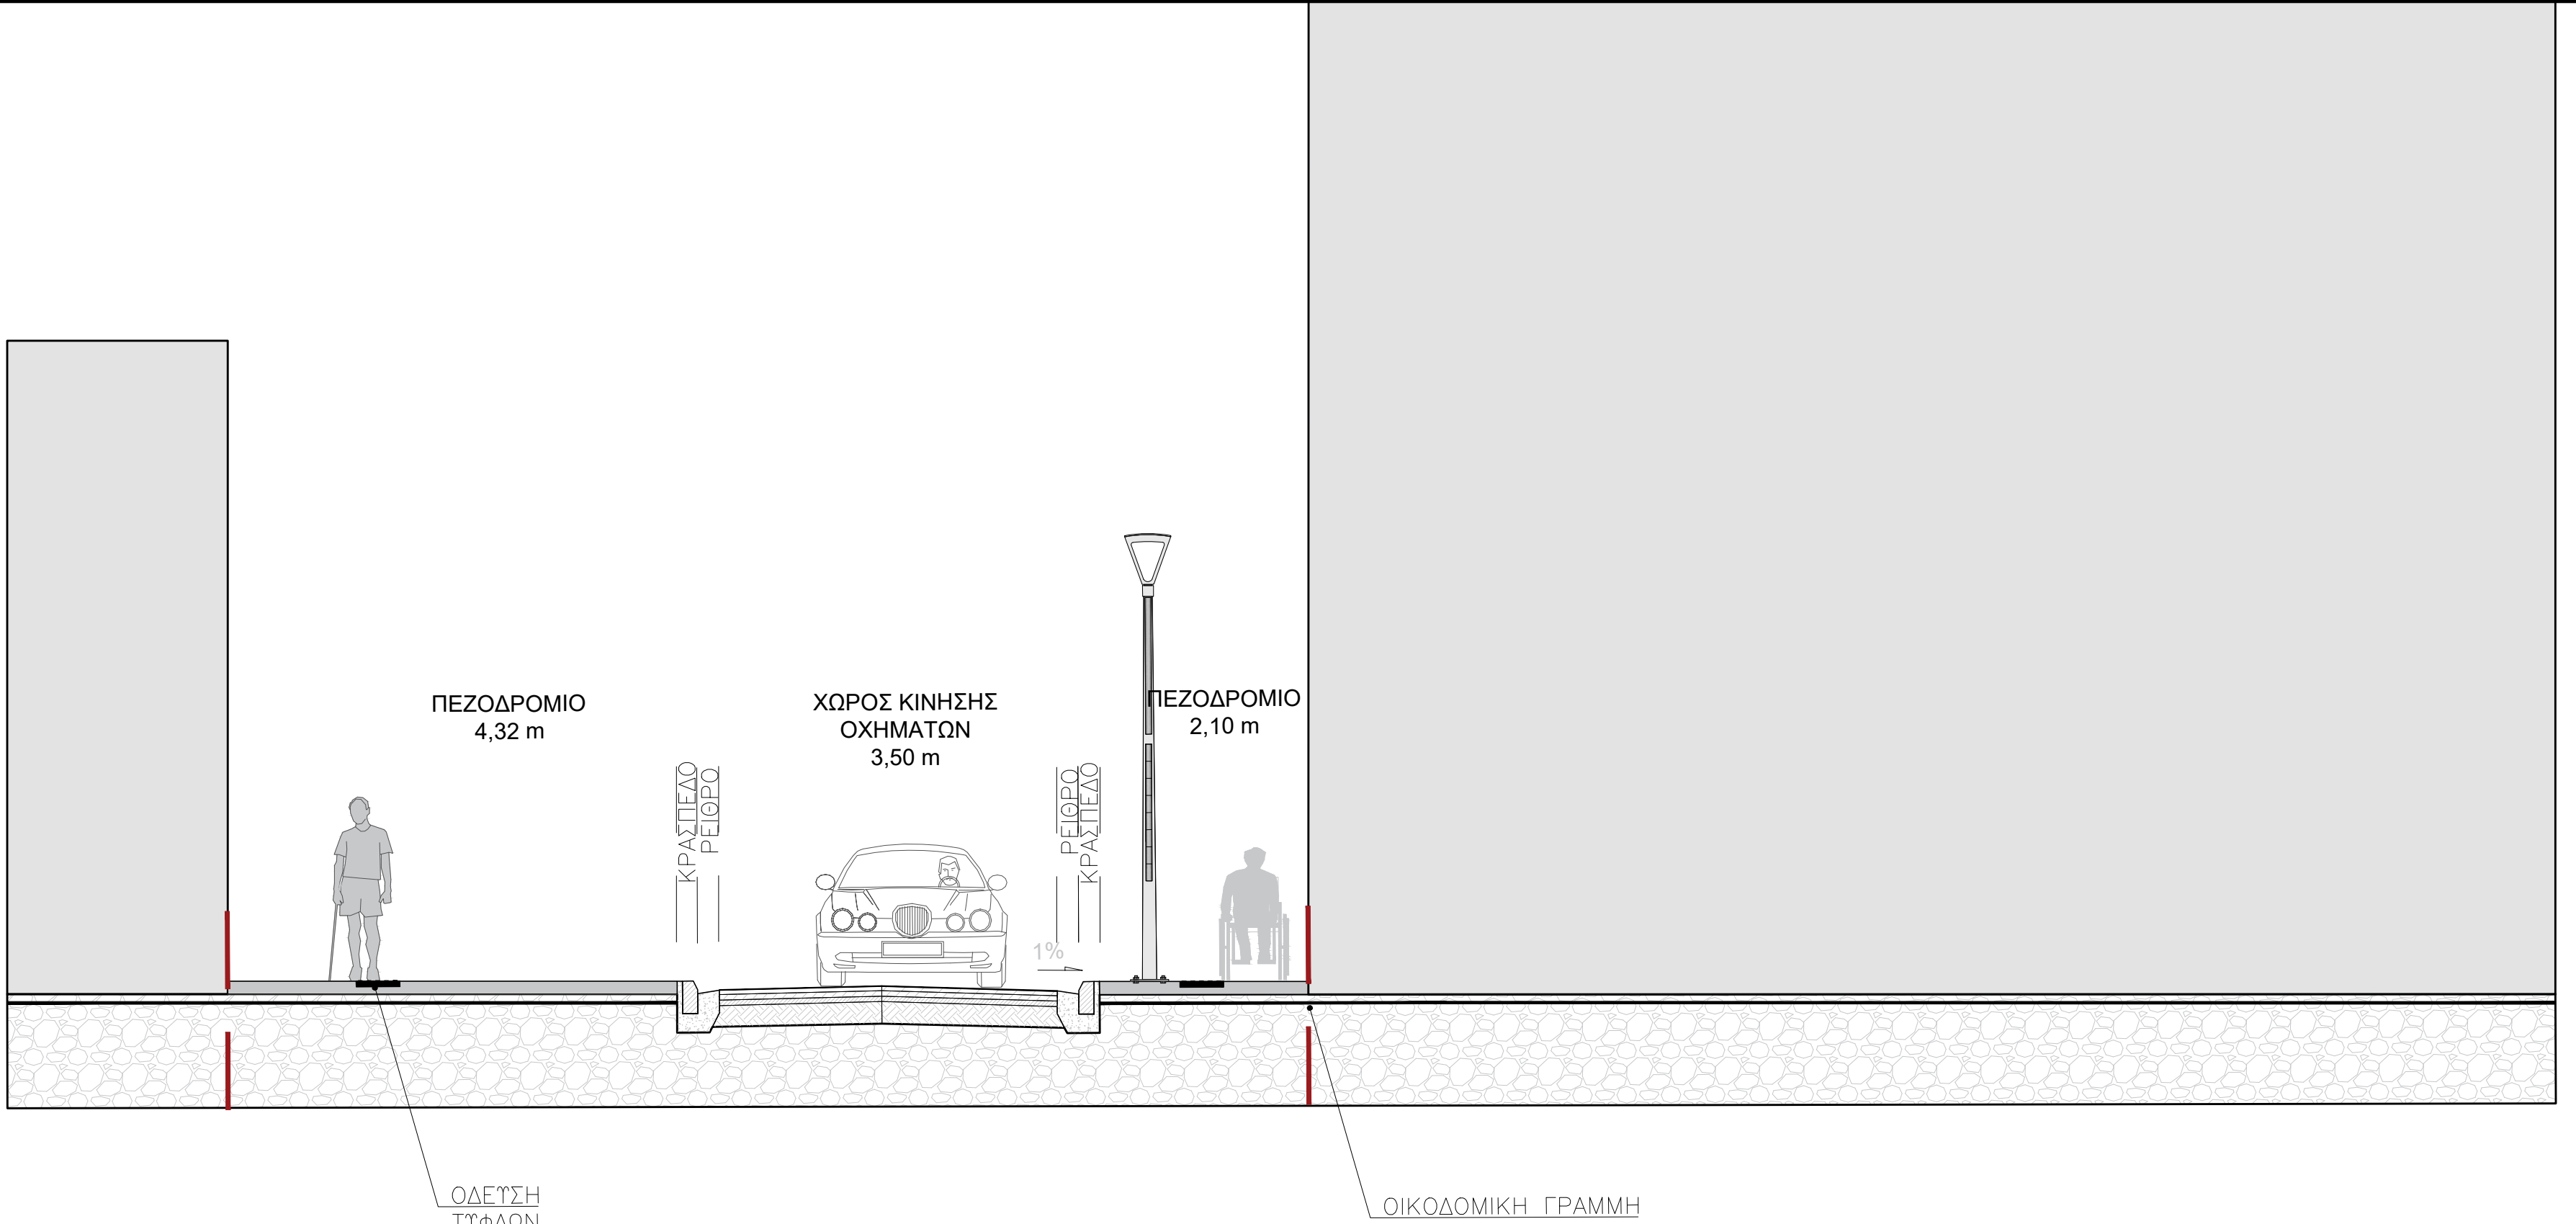 ΠΕΖΟΔΡΟΜΙΟ
4,32 m
ΧΩΡΟΣ ΚΙΝΗΣΗΣ
ΟΧΗΜΑΤΩΝ
3,50 m
ΠΕΖΟΔΡΟΜΙΟ
2,10 m
ΚΡΑΣΠΕΔΟ
ΡΕΙΘΡΟ
ΡΕΙΘΡΟ
ΚΡΑΣΠΕΔΟ
1%
ΟΔΕΥΣΗ
ΤΥΦΛΩΝ
ΟΙΚΟΔΟΜΙΚΗ ΓΡΑΜΜΗ